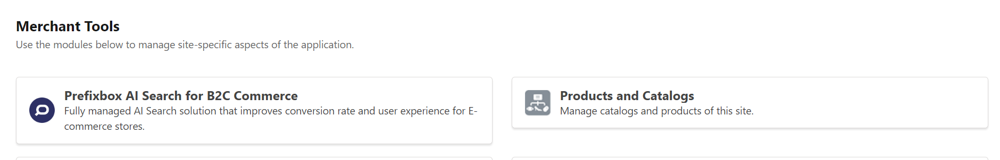 Merchant Tools
Use the modules below to manage site-specific aspects of the application.
Prefixbox AI Search for B2C Commerce
Fully managed AI Search solution that improves conversion rate and user experience for E-
commerce stores.
Products and Catalogs
Manage catalogs and products of this site.